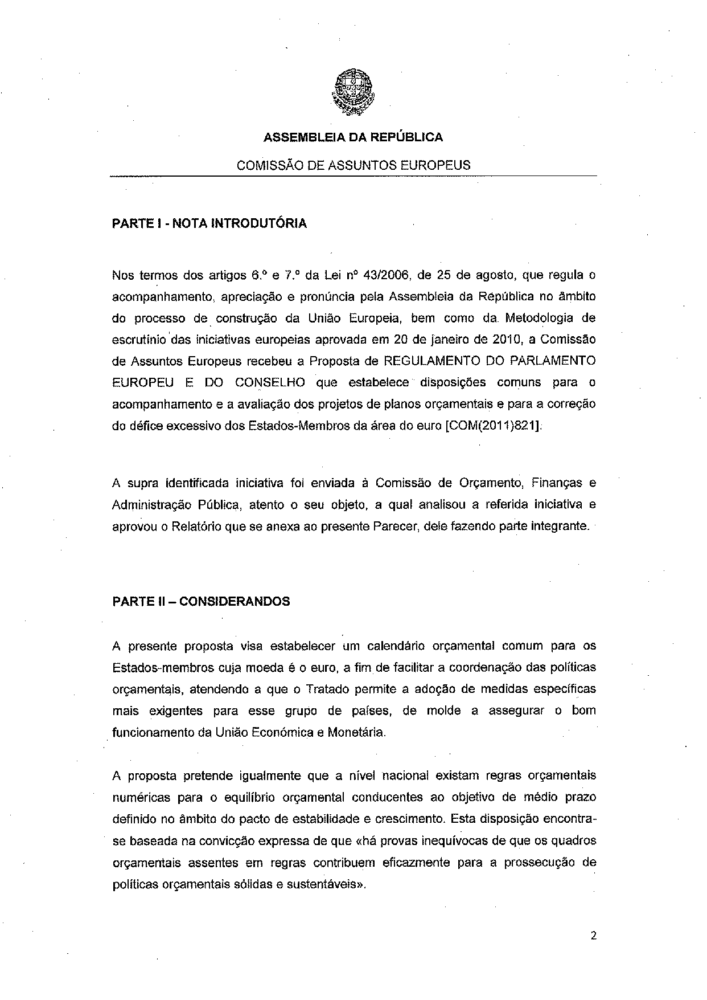 ASSEMBLEIA DA REPÚBLICA
COMISSÃO DE ASSUNTOS EUROPEUS
PARTE I - NOTA INTRODUTÓRIA
Nos termos dos artigos 6.º e 7.º da Lei nº 43/2006, de 25 de agosto, que regula o
acompanhamento, apreciação e pronúncia pela Assembleia da República no âmbito
do processo de construção da União Europeia, bem como da Metodologia de
escrutínio das iniciativas europeias aprovada em 20 de janeiro de 2010, a Comissão
de Assuntos Europeus recebeu a Proposta de REGULAMENTO DO PARLAMENTO
EUROPEU E DO CONSELHO que estabelece disposições comuns para o
acompanhamento e a avaliação dos projetos de planos orçamentais e para a correção
do défice excessivo dos Estados-Membros da área do euro [COM(2011)821].
A supra identificada iniciativa foi enviada à Comissão de Orçamento, Finanças e
Administração Pública, atento o seu objeto, a qual analisou a referida iniciativa e
aprovou o Relatório que se anexa ao presente Parecer, dele fazendo parte integrante.
PARTE II – CONSIDERANDOS
A presente proposta visa estabelecer um calendário orçamental comum para os
Estados-membros cuja moeda é o euro, a fim de facilitar a coordenação das políticas
orçamentais, atendendo a que o Tratado permite a adoção de medidas específicas
mais exigentes para esse grupo de países, de molde a assegurar o bom
funcionamento da União Económica e Monetária.
A proposta pretende igualmente que a nível nacional existam regras orçamentais
numéricas para o equilíbrio orçamental conducentes ao objetivo de médio prazo
definido no âmbito do pacto de estabilidade e crescimento. Esta disposição encontra-
se baseada na convicção expressa de que «há provas inequívocas de que os quadros
orçamentais assentes em regras contribuem eficazmente para a prossecução de
políticas orçamentais sólidas e sustentáveis».
2